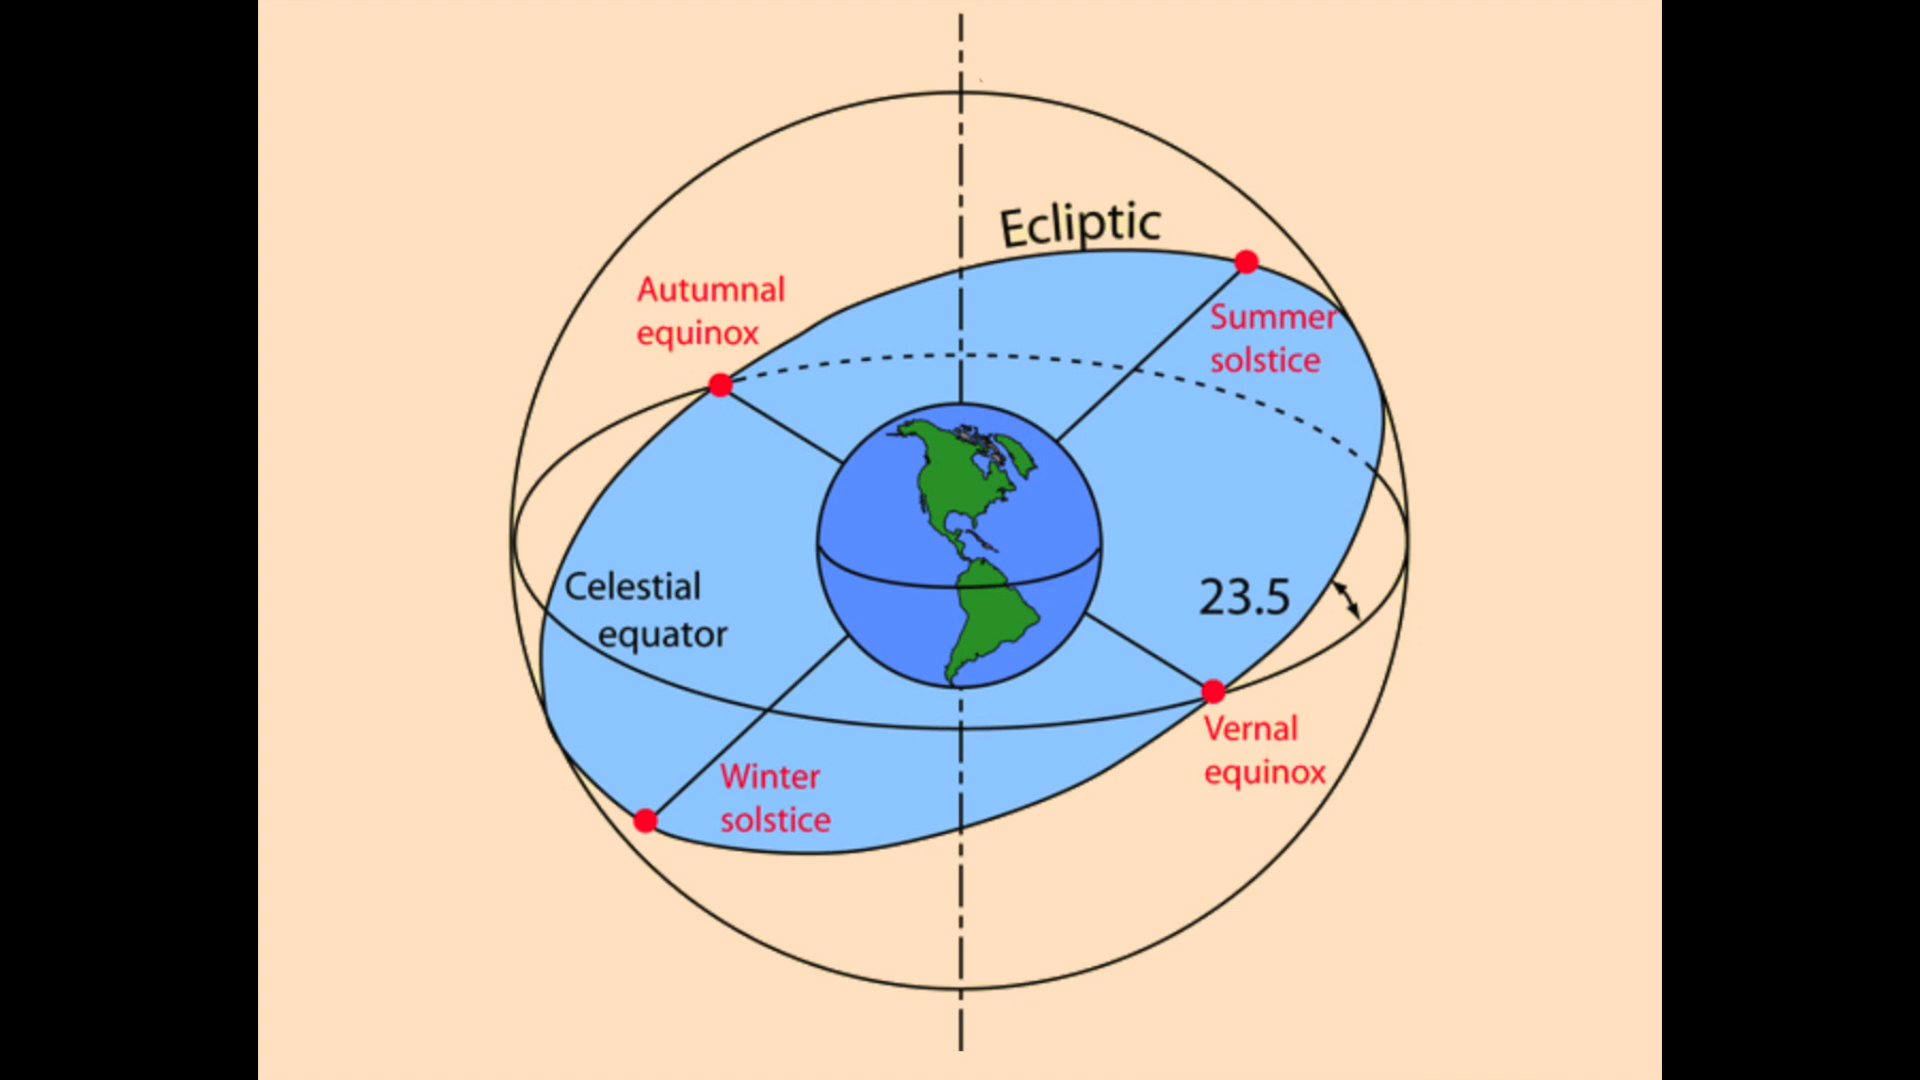 Ecliptic
Autumnal
equinox
Summer
solstice
Celestial
equator
23.5
Vernal
equinox
Winter
solstice